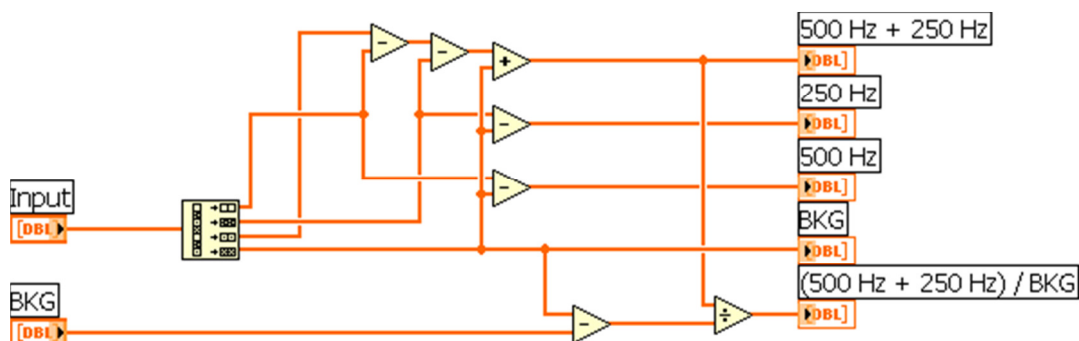 500 Hz + 250 Hz
DBL
250 Hz
DBL
500 Hz
DBL
Input
DBL
BKG
DBL
(500 Hz + 250 Hz) / BKG
DBL
BKG
DBL